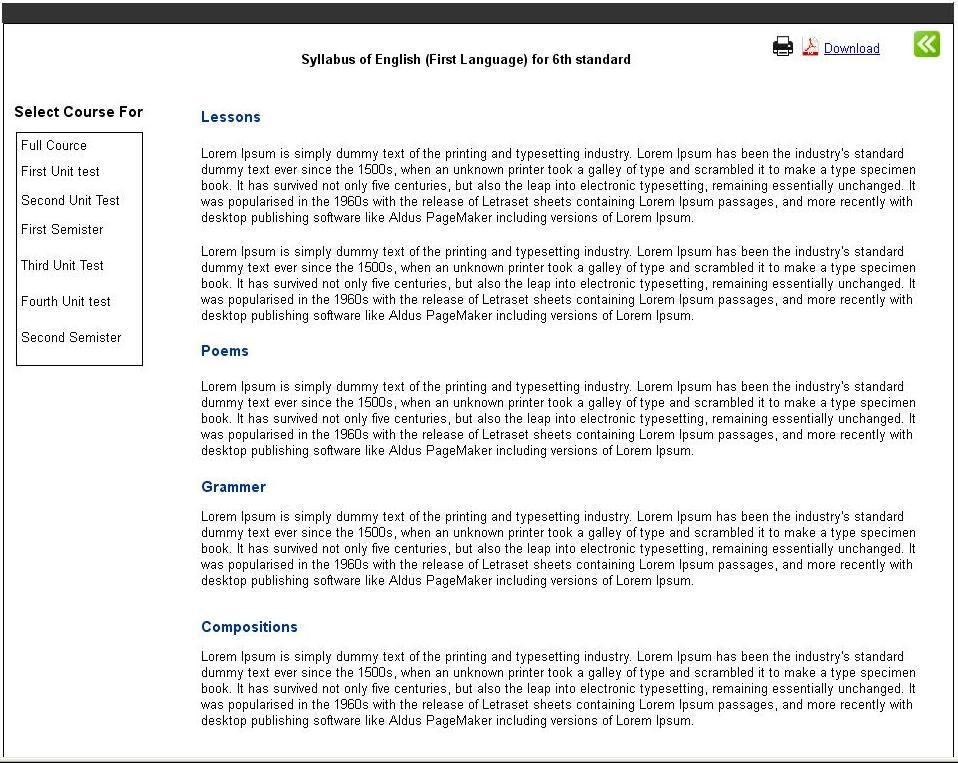 Download
Syllabus of English (First Language) for 6th standard
Select Course For
Full Cource
First Unit test
Second Unit Test
First Semister
Third Unit Test
Fourth Unit test
Second Semister
Lessons
Lorem Ipsum is simply dummy text of the printing and typesetting industry. Lorem Ipsum has been the industry's standard
dummy text ever since the 1500s, when an unknown printer took a galley of type and scrambled it to make a type specimen
book. It has survived not only five centuries, but also the leap into electronic typesetting, remaining essentially unchanged. It
was popularised in the 1960s with the release of Letraset sheets containing Lorem Ipsum passages, and more recently with
desktop publishing software like Aldus PageMaker including versions of Lorem Ipsum.
Lorem Ipsum is simply dummy text of the printing and typesetting industry. Lorem Ipsum has been the industry's standard
dummy text ever since the 1500s, when an unknown printer took a galley of type and scrambled it to make a type specimen
book. It has survived not only five centuries, but also the leap into electronic typesetting, remaining essentially unchanged. It
was popularised in the 1960s with the release of Letraset sheets containing Lorem Ipsum passages, and more recently with
desktop publishing software like Aldus PageMaker including versions of Lorem Ipsum.
Poems
Lorem Ipsum is simply dummy text of the printing and typesetting industry. Lorem Ipsum has been the industry's standard
dummy text ever since the 1500s, when an unknown printer took a galley of type and scrambled it to make a type specimen
book. It has survived not only five centuries, but also the leap into electronic typesetting, remaining essentially unchanged. It
was popularised in the 1960s with the release of Letraset sheets containing Lorem Ipsum passages, and more recently with
desktop publishing software like Aldus PageMaker including versions of Lorem Ipsum.
Grammer
Lorem Ipsum is simply dummy text of the printing and typesetting industry. Lorem Ipsum has been the industry's standard
dummy text ever since the 1500s, when an unknown printer took a galley of type and scrambled it to make a type specimen
book. It has survived not only five centuries, but also the leap into electronic typesetting, remaining essentially unchanged. It
was popularised in the 1960s with the release of Letraset sheets containing Lorem Ipsum passages, and more recently with
desktop publishing software like Aldus PageMaker including versions of Lorem Ipsum.
Compositions
Lorem Ipsum is simply dummy text of the printing and typesetting industry. Lorem Ipsum has been the industry's standard
dummy text ever since the 1500s, when an unknown printer took a galley of type and scrambled it to make a type specimen
book. It has survived not only five centuries, but also the leap into electronic typesetting, remaining essentially unchanged. It
was popularised in the 1960s with the release of Letraset sheets containing Lorem Ipsum passages, and more recently with
desktop publishing software like Aldus PageMaker including versions of Lorem Ipsum.